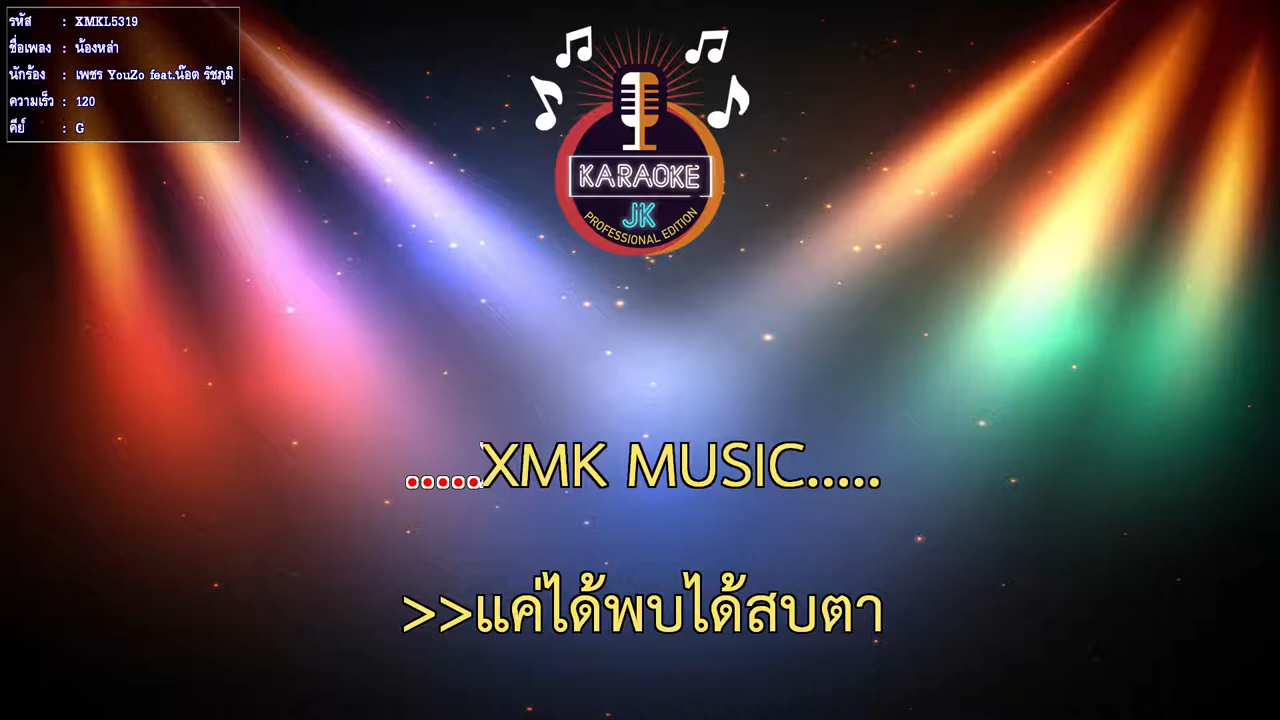 รหัส : XMKL5319
ชื่อเพลง : น้องหล่า
นักร้อง : เพชร YouZo feat.น๊อต รัชภูมิ
ความเร็ว : 120
คีย์ : G
KARAOKE
JK
PROFESSIONAL EDITION
.....XMK MUSIC.....
>>แค่ได้พบได้สบตา